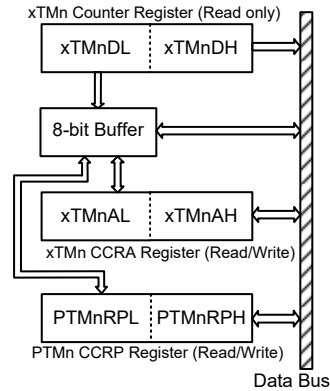 xTMn Counter Register (Read only)
xTMnDL xTMnDH
8-bit Buffer
xTMnAL xTMnAH
xTMn CCRA Register (Read/Write)
PTMnRPL PTMnRPH
PTMn CCRP Register (Read/Write)
Data Bus